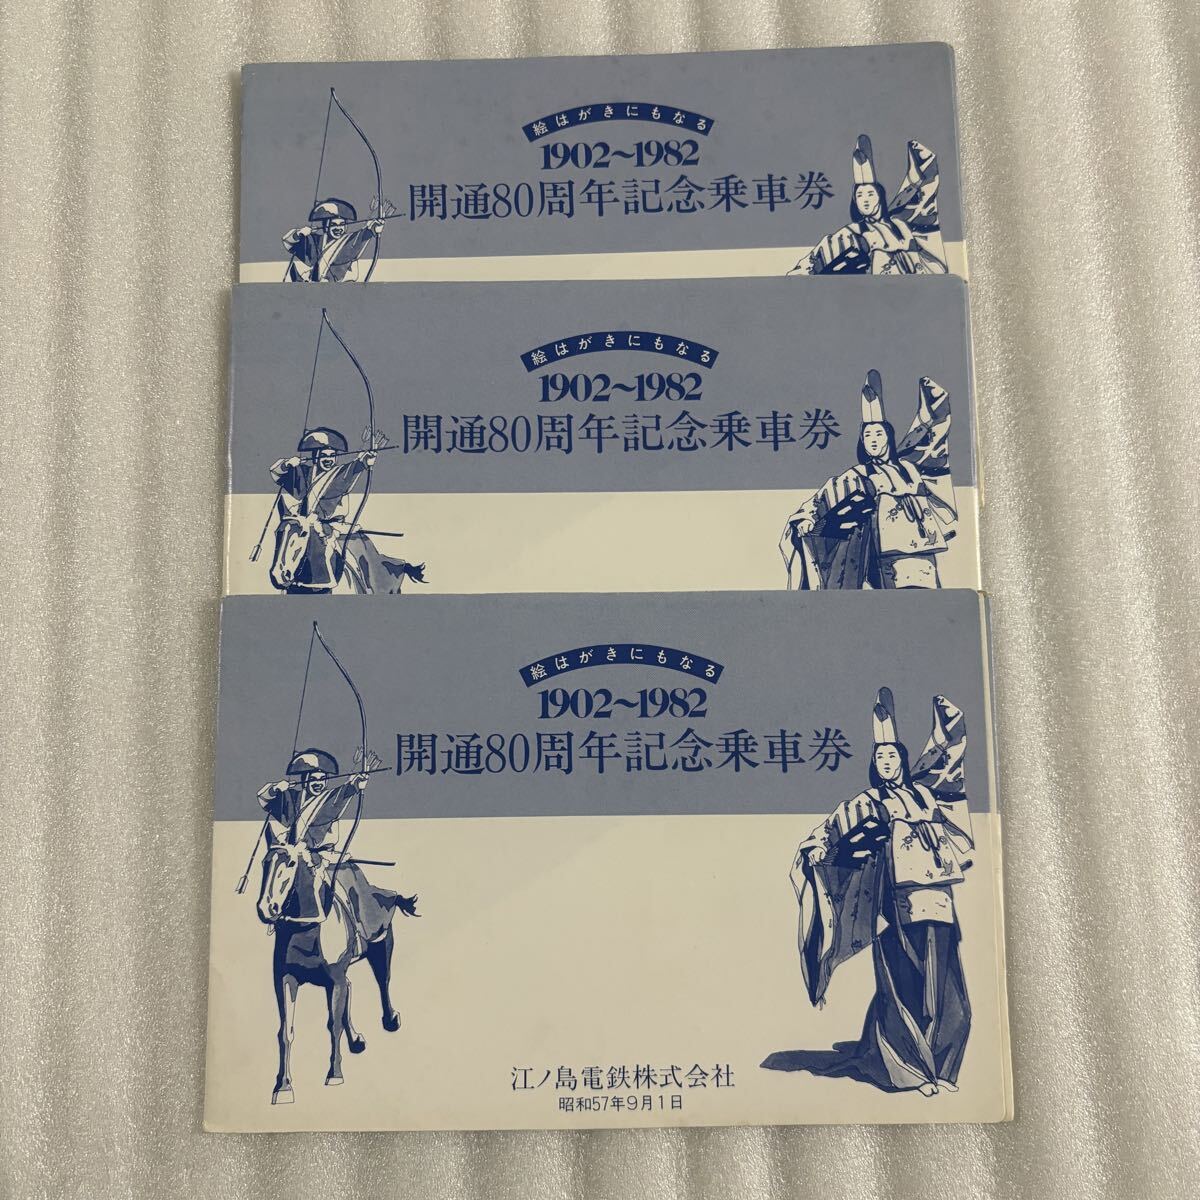 絵はがきにもなる
1902~1982
開通80周年記念乗車券
絵はがきにもなる
1902~1982
開通80周年記念乗車券
絵はがきにもなる
1902~1982
開通80周年記念乗車券
江ノ島電鉄株式会社
昭和57年9月1日